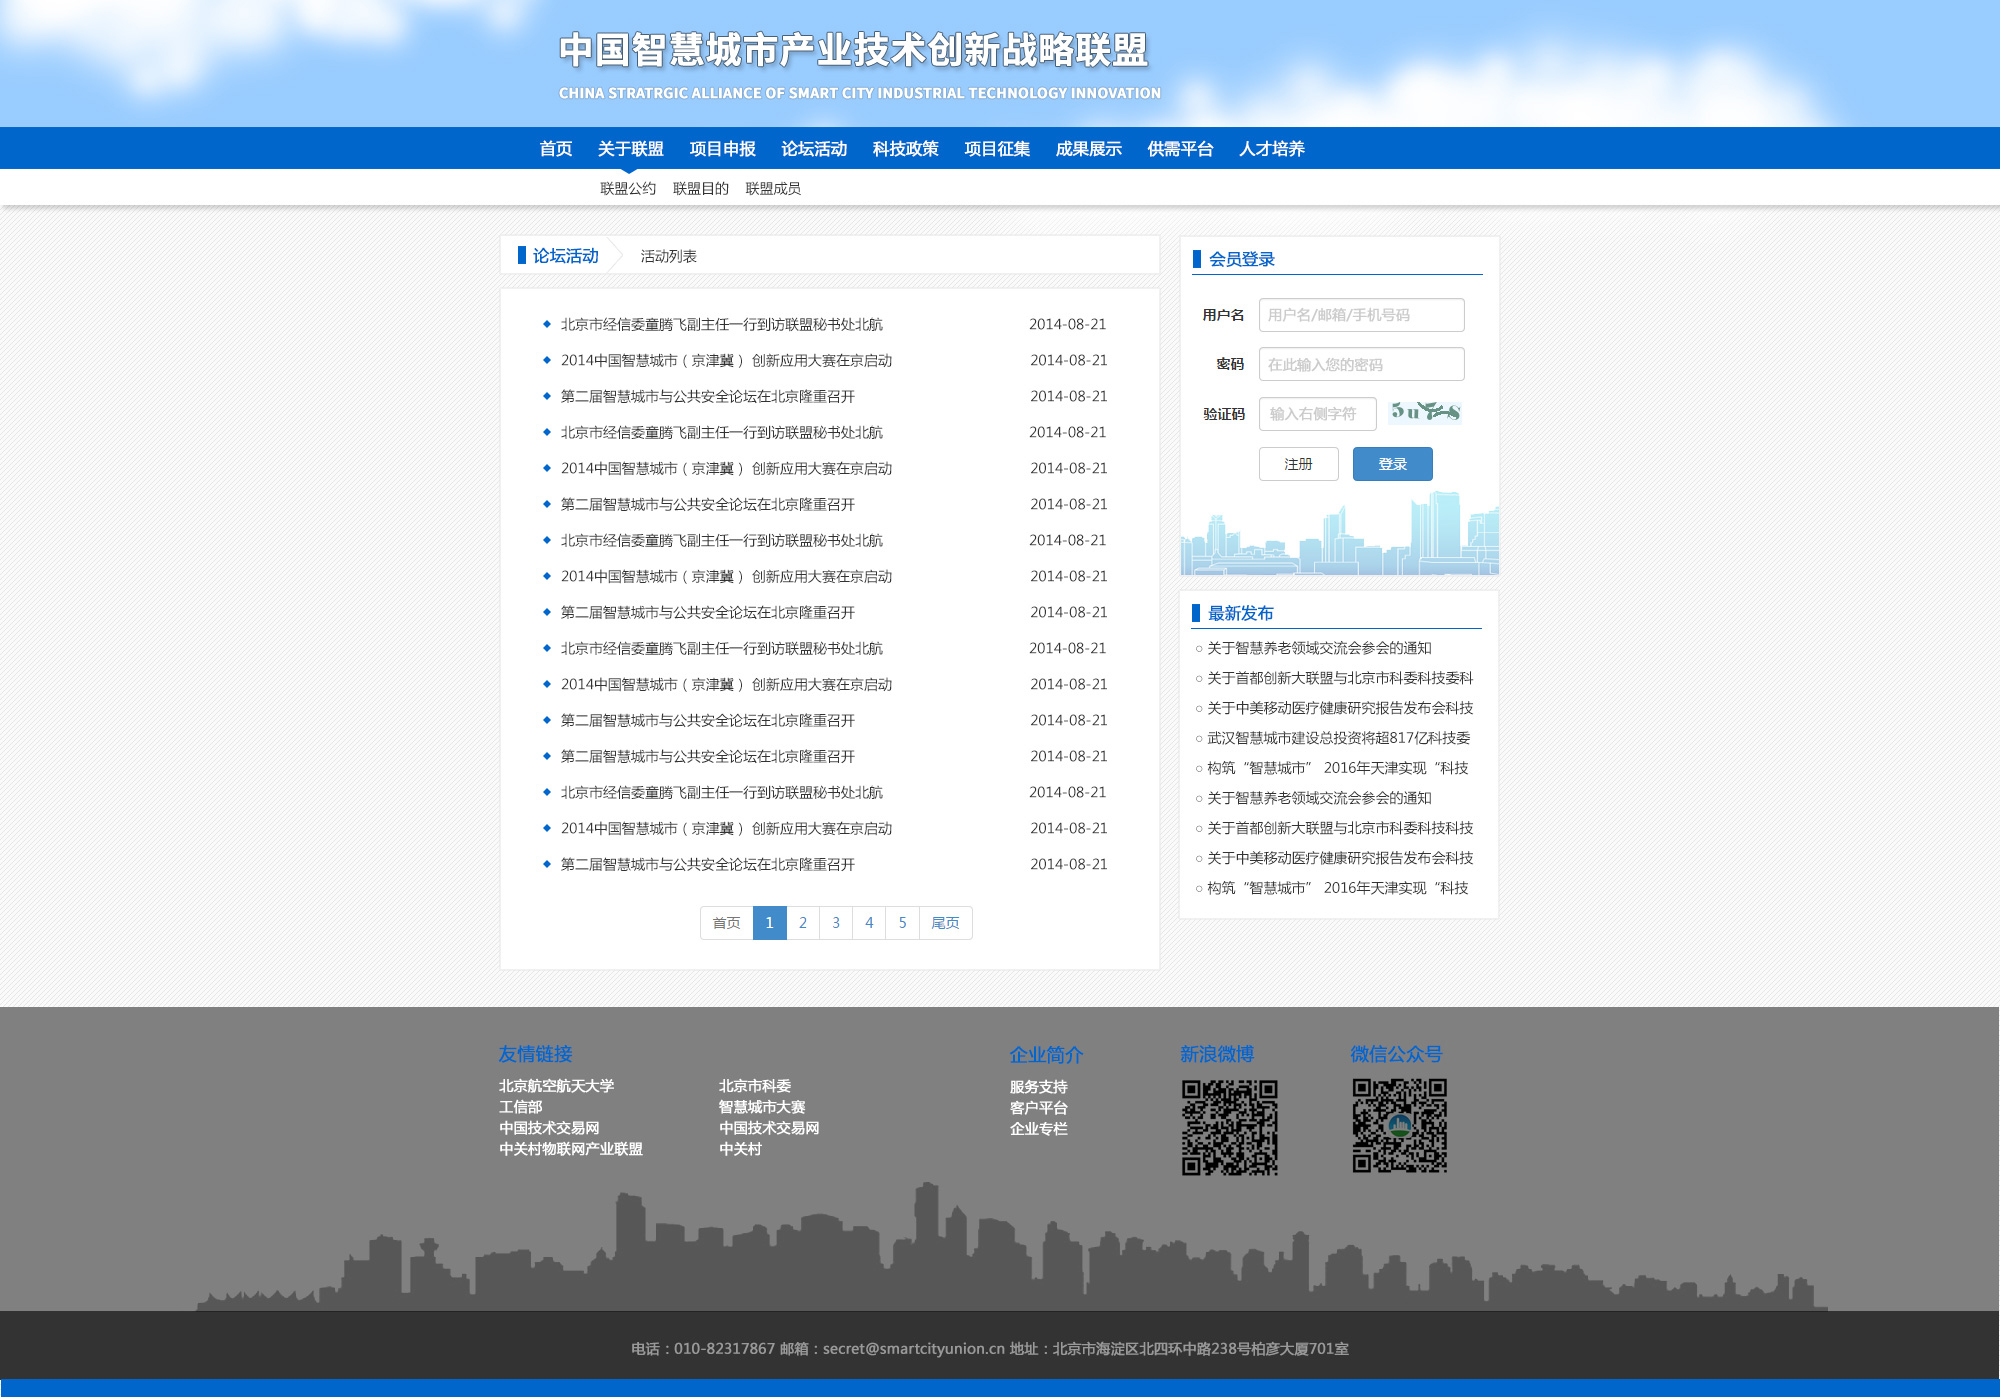 中国智慧城市产业技术创新战略联盟
CHINA STRATRGIC ALLIANCE OF SMART CITY INDUSTRIAL TECHNOLOGY INNOVATION
首页 关于联盟 项目申报 论坛活动 科技政策 项目征集 成果展示 供需平台 人才培养
联盟公约 联盟目的 联盟成员
论坛活动 活动列表
北京市经信委童腾飞副主任一行到访联盟秘书处北航 2014-08-21
2014中国智慧城市（京津冀） 创新应用大赛在京启动 2014-08-21
第二届智慧城市与公共安全论坛在北京隆重召开 2014-08-21
北京市经信委童腾飞副主任一行到访联盟秘书处北航 2014-08-21
2014中国智慧城市（京津冀） 创新应用大赛在京启动 2014-08-21
第二届智慧城市与公共安全论坛在北京隆重召开 2014-08-21
北京市经信委童腾飞副主任一行到访联盟秘书处北航 2014-08-21
2014中国智慧城市（京津冀） 创新应用大赛在京启动 2014-08-21
第二届智慧城市与公共安全论坛在北京隆重召开 2014-08-21
北京市经信委童腾飞副主任一行到访联盟秘书处北航 2014-08-21
2014中国智慧城市（京津冀） 创新应用大赛在京启动 2014-08-21
第二届智慧城市与公共安全论坛在北京隆重召开 2014-08-21
第二届智慧城市与公共安全论坛在北京隆重召开 2014-08-21
北京市经信委童腾飞副主任一行到访联盟秘书处北航 2014-08-21
2014中国智慧城市（京津冀） 创新应用大赛在京启动 2014-08-21
第二届智慧城市与公共安全论坛在北京隆重召开 2014-08-21
首页 1 2 3 4 5 尾页
会员登录
用户名 用户名/邮箱/手机号码
密码 在此输入您的密码
验证码 输入右侧字符
注册 登录
最新发布
关于智慧养老领域交流会参会的通知
关于首都创新大联盟与北京市科委科技委科
关于中美移动医疗健康研究报告发布会科技
武汉智慧城市建设总投资将超817亿科技委
构筑“智慧城市” 2016年天津实现“科技
关于智慧养老领域交流会参会的通知
关于首都创新大联盟与北京市科委科技科技
关于中美移动医疗健康研究报告发布会科技
构筑“智慧城市” 2016年天津实现“科技
友情链接 企业简介 新浪微博 微信公众号
北京航空航天大学 北京市科委 服务支持
工信部 智慧城市大赛 客户平台
中国技术交易网 中国技术交易网 企业专栏
中关村物联网产业联盟 中关村
电话：010-82317867 邮箱：secret@smartcityunion.cn 地址：北京市海淀区北四环中路238号柏彦大厦701室